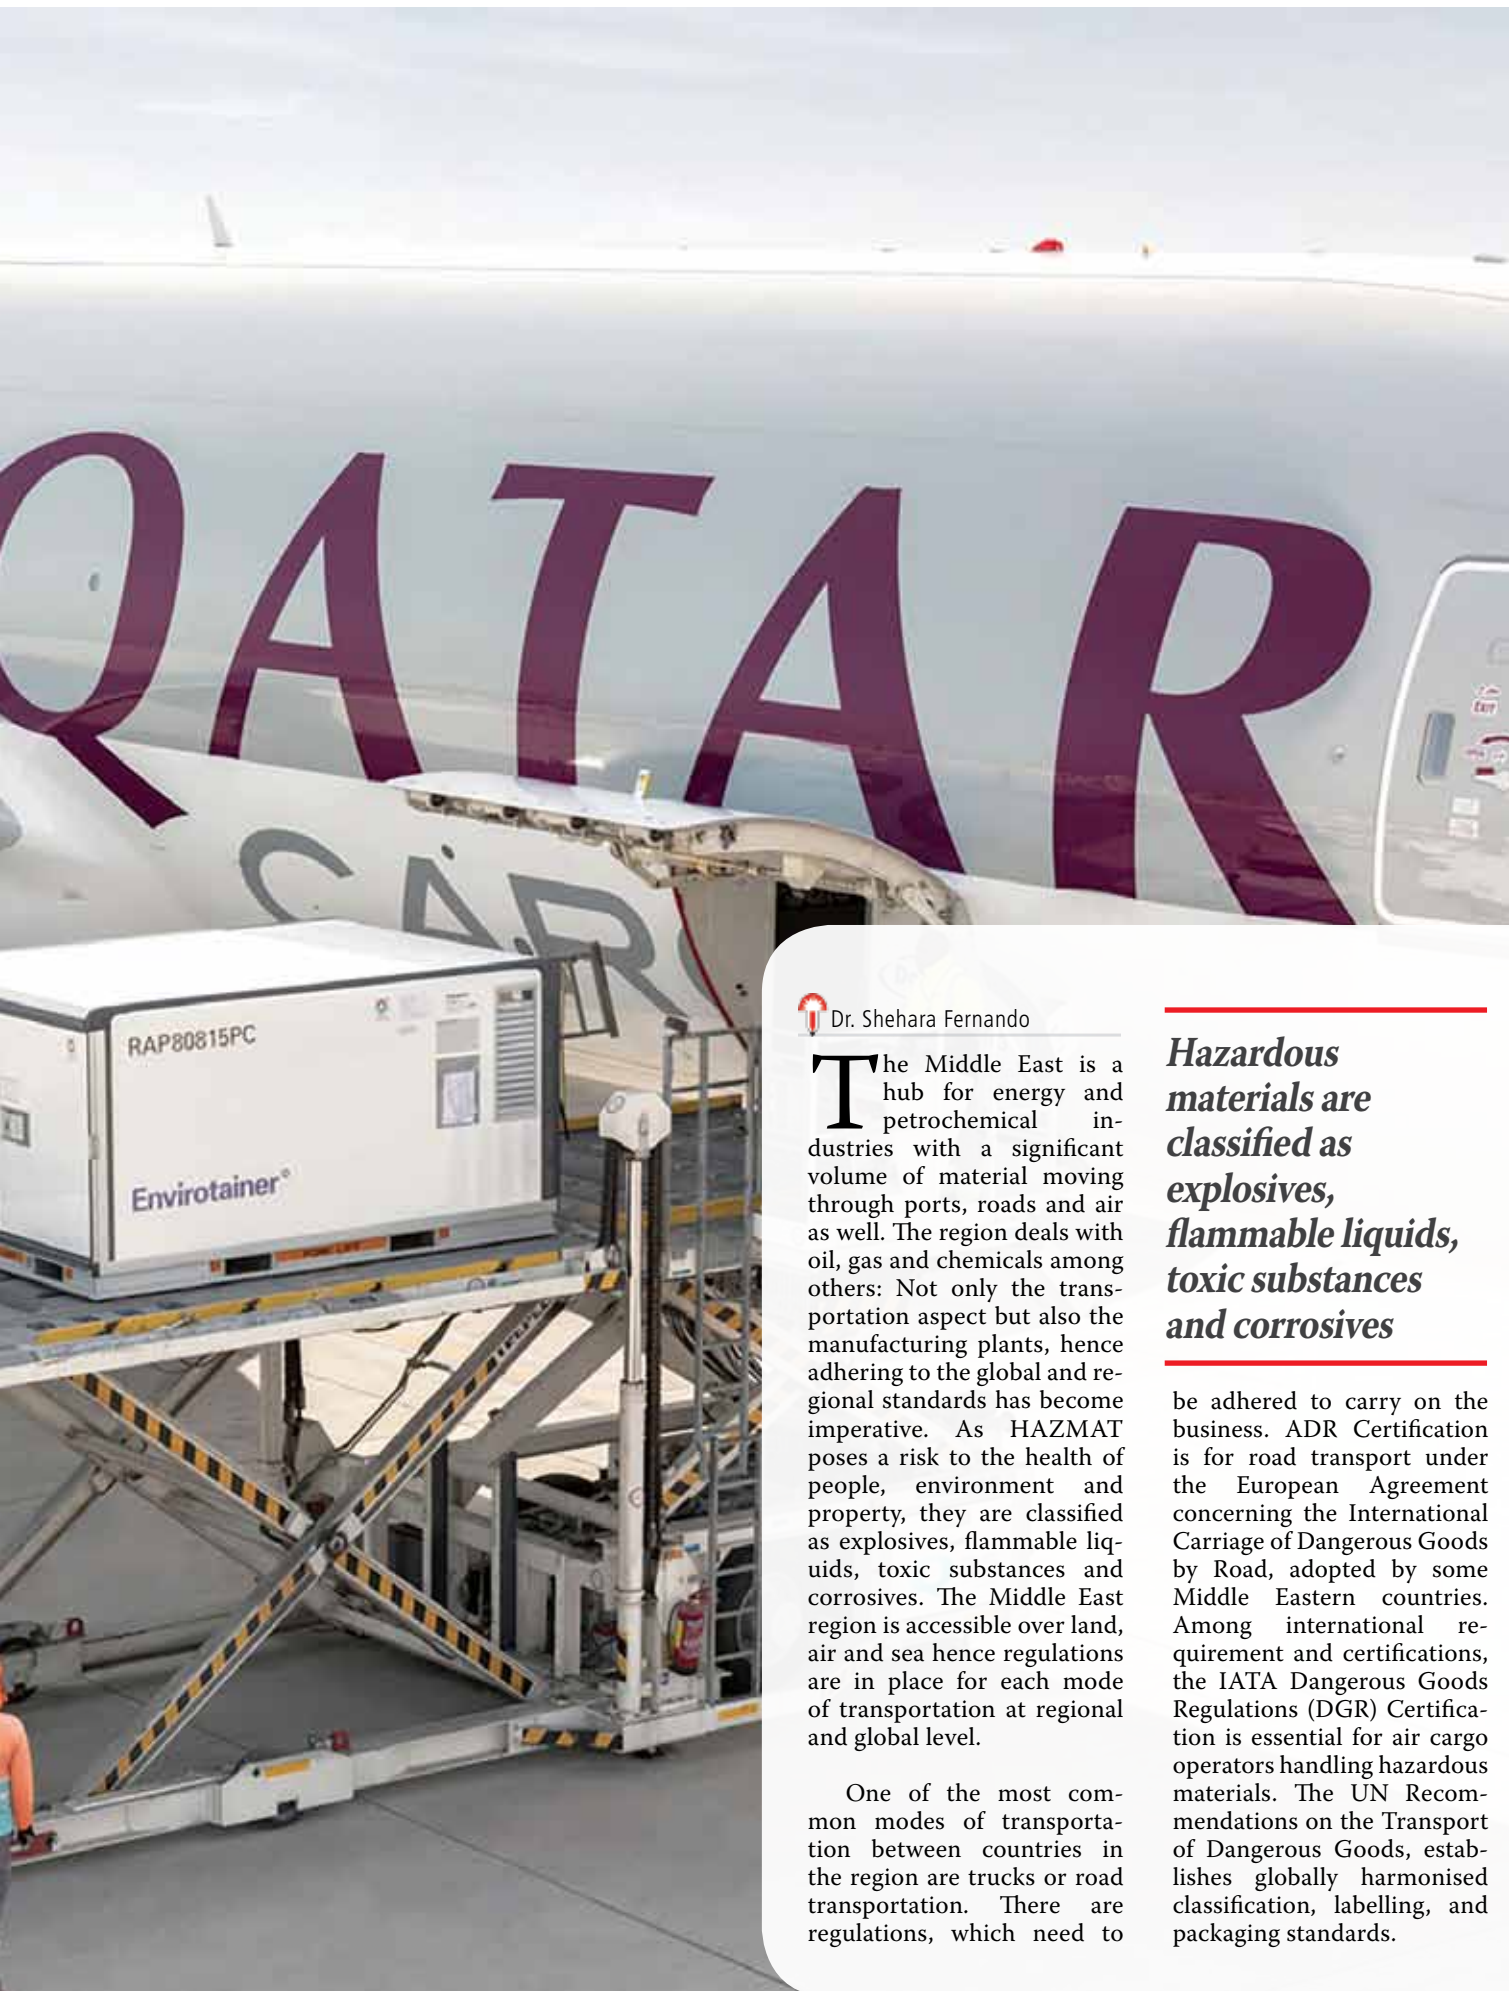 QATAR
CAR
EXIT
RAP80815PC
Envirotainer
Dr. Shehara Fernando
The Middle East is a
hub for energy and
petrochemical in-
dustries with a significant
volume of material moving
through ports, roads and air
as well. The region deals with
oil, gas and chemicals among
others: Not only the trans-
portation aspect but also the
manufacturing plants, hence
adhering to the global and re-
gional standards has become
imperative. As HAZMAT
poses a risk to the health of
people, environment and
property, they are classified
as explosives, flammable liq-
uids, toxic substances and
corrosives. The Middle East
region is accessible over land,
air and sea hence regulations
are in place for each mode
of transportation at regional
and global level.
One of the most com-
mon modes of transporta-
tion between countries in
the region are trucks or road
transportation. There are
regulations, which need to
Hazardous
materials are
classified as
explosives,
flammable liquids,
toxic substances
and corrosives
be adhered to carry on the
business. ADR Certification
is for road transport under
the European Agreement
concerning the International
Carriage of Dangerous Goods
by Road, adopted by some
Middle Eastern countries.
Among international re-
quirement and certifications,
the IATA Dangerous Goods
Regulations (DGR) Certifica-
tion is essential for air cargo
operators handling hazardous
materials. The UN Recom-
mendations on the Transport
of Dangerous Goods, estab-
lishes globally harmonised
classification, labelling, and
packaging standards.